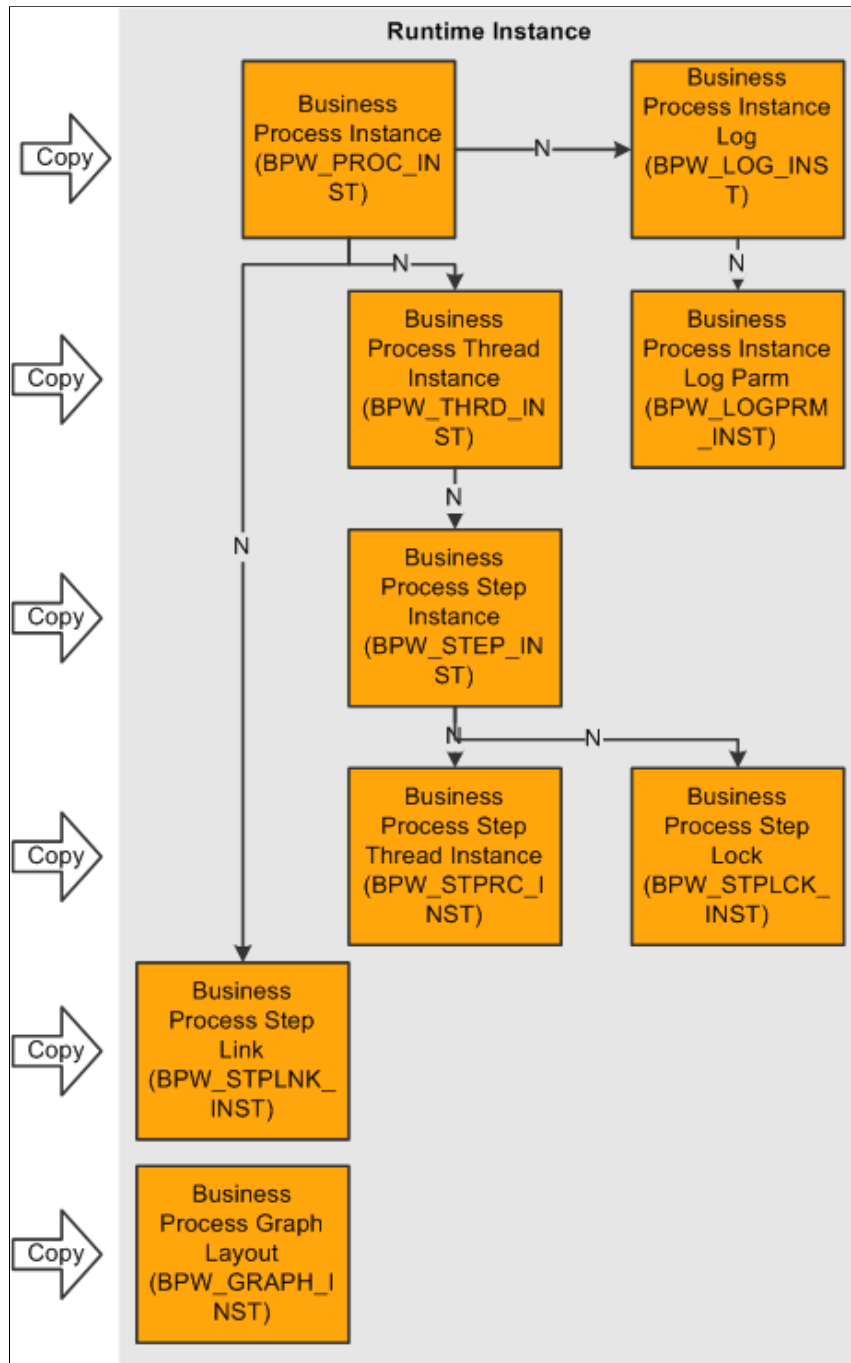 Runtime Instance
Copy
Business
Process Instance
(BPW_PROC_IN
ST)
N
Business
Process Instance
Log
(BPW_LOG_INS
T)
N
N
Copy
Business
Process Thread
Instance
(BPW_THRD_IN
ST)
Business
Process Instance
Log Parm
(BPW_LOGPRM
_INST)
N
N
Copy
Business
Process Step
Instance
(BPW_STEP_IN
ST)
N
N
Copy
Business
Process Step
Thread Instance
(BPW_STPRC_I
NST)
Business
Process Step
Lock
(BPW_STPLCK_
INST)
Copy
Business
Process Step
Link
(BPW_STPLNK_
INST)
Copy
Business
Process Graph
Layout
(BPW_GRAPH_I
NST)